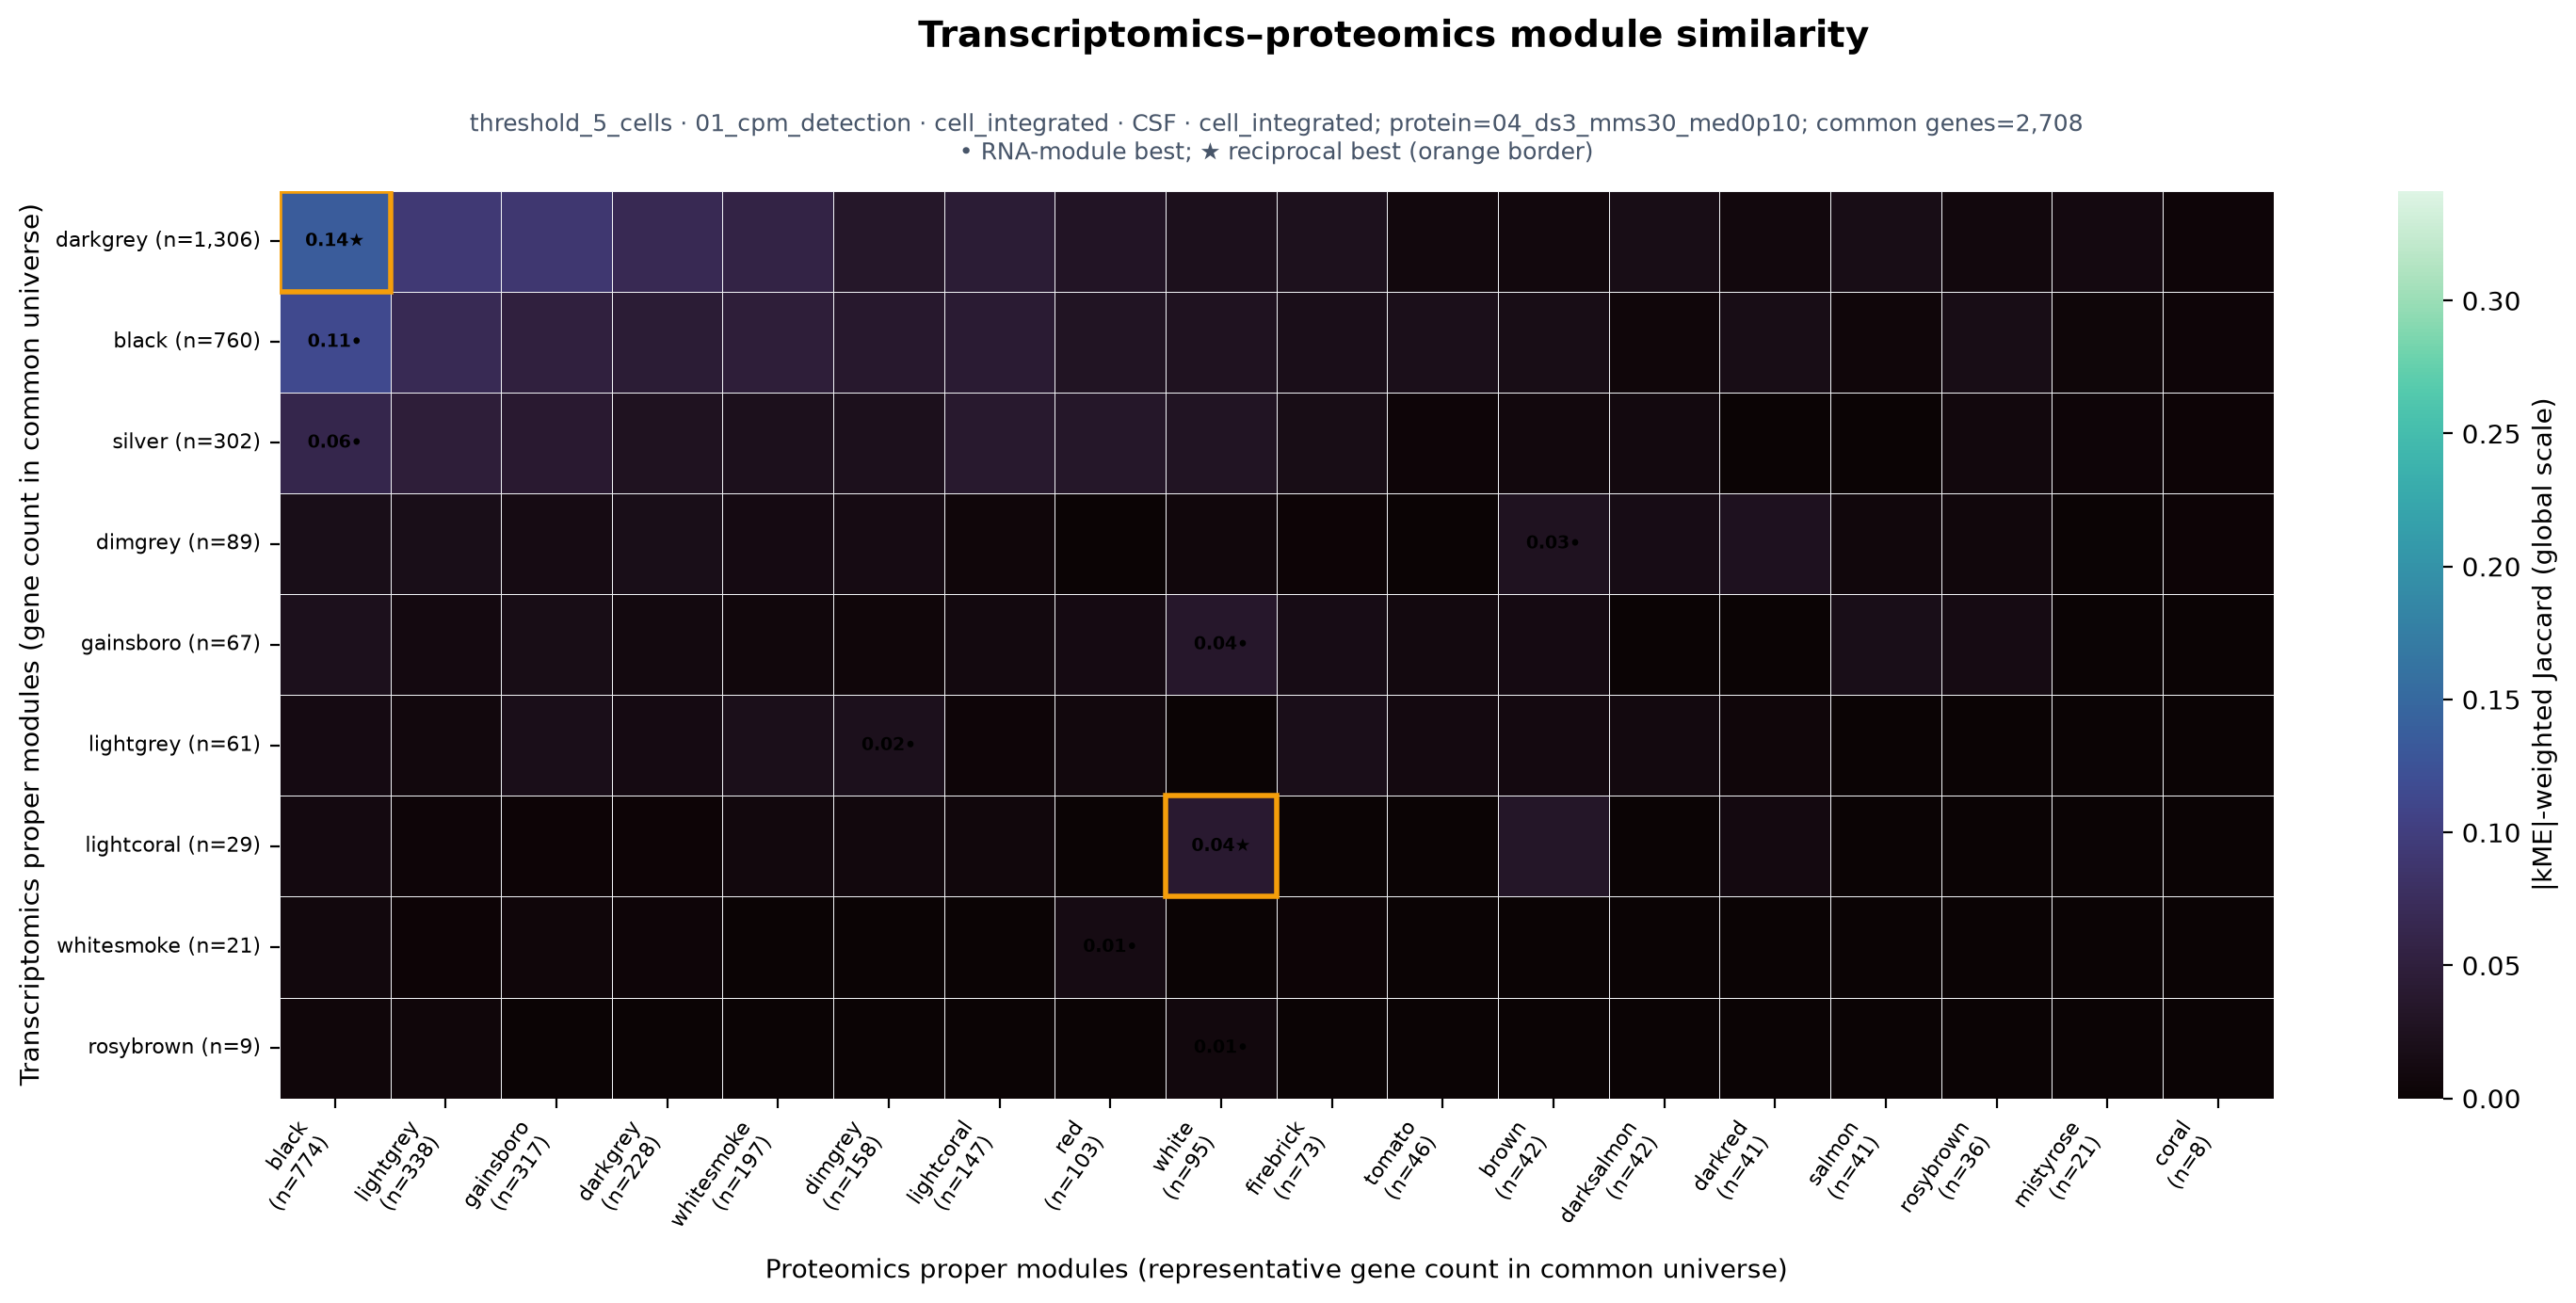 Transcriptomics–proteomics module similarity
threshold_5_cells · 01_cpm_detection · cell_integrated · CSF · cell_integrated; protein=04_ds3_mms30_med0p10; common genes=2,708
• RNA-module best; ★ reciprocal best (orange border)
Transcriptomics proper modules (gene count in common universe)
darkgrey (n=1,306)
black (n=760)
silver (n=302)
dimgrey (n=89)
gainsboro (n=67)
lightgrey (n=61)
lightcoral (n=29)
whitesmoke (n=21)
rosybrown (n=9)
0.14★
0.11•
0.06•
0.03•
0.04•
0.02•
0.04★
0.01•
0.01•
black
(n=774)
lightgrey
(n=338)
gainsboro
(n=317)
darkgrey
(n=228)
whitesmoke
(n=197)
dimgrey
(n=158)
lightcoral
(n=147)
red
(n=103)
white
(n=95)
firebrick
(n=73)
tomato
(n=46)
brown
(n=42)
darksalmon
(n=42)
darkred
(n=41)
salmon
(n=41)
rosybrown
(n=36)
mistyrose
(n=21)
coral
(n=8)
Proteomics proper modules (representative gene count in common universe)
0.30
0.25
0.20
0.15
0.10
0.05
0.00
|kME|-weighted Jaccard (global scale)